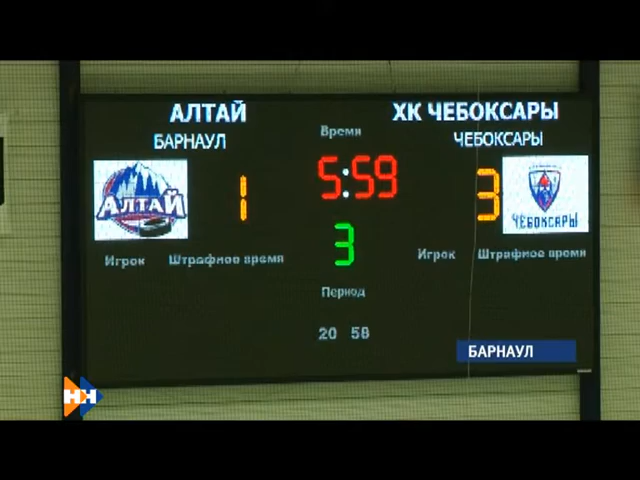 АЛТАЙ ХК ЧЕБОКСАРЫ
БАРНАУЛ Время ЧЕБОКСАРЫ
АЛТАЙ 1 5:59 3 ЧЕБОКСАРЫ
3
Игрок Штрафное время Игрок Штрафное время
Период
20 58
БАРНАУЛ
НН